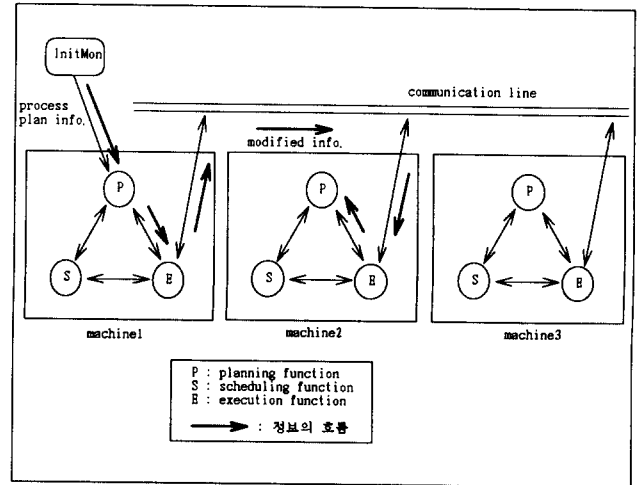 InitMon
process
plan info.
communication line
modified info.
P
S
E
machine1
P
S
E
machine2
P
S
E
machine3
P : planning function
S : scheduling function
E : execution function
: 정보의 흐름